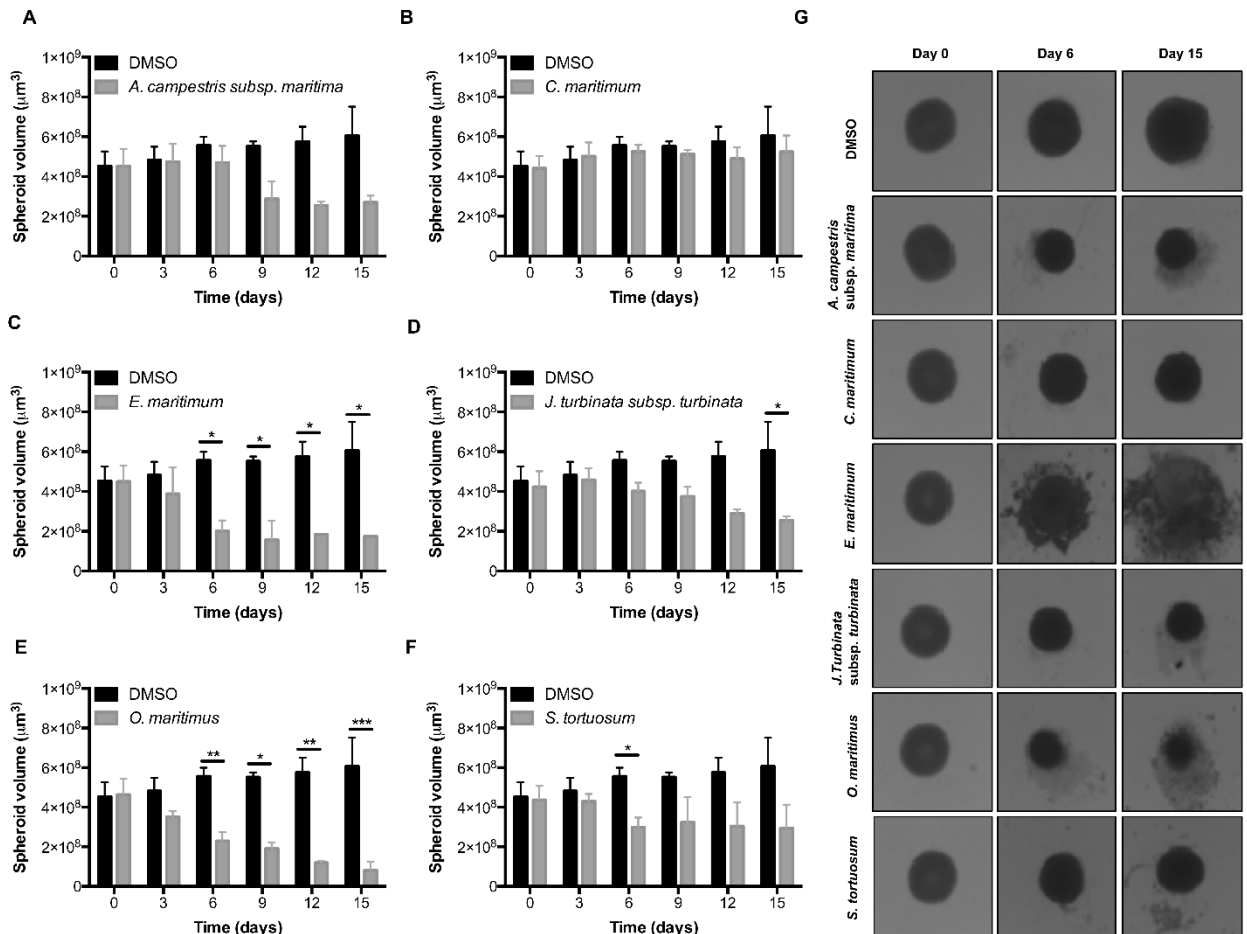 A
1×10⁹
8×10⁸
6×10⁸
4×10⁸
2×10⁸
0
Spheroid volume (μm³)
DMSO
A. campestris subsp. maritima
0 3 6 9 12 15
Time (days)
B
1×10⁹
8×10⁸
6×10⁸
4×10⁸
2×10⁸
0
Spheroid volume (μm³)
DMSO
C. maritimum
0 3 6 9 12 15
Time (days)
C
1×10⁹
8×10⁸
6×10⁸
4×10⁸
2×10⁸
0
Spheroid volume (μm³)
DMSO
E. maritimum
* * * *
0 3 6 9 12 15
Time (days)
D
1×10⁹
8×10⁸
6×10⁸
4×10⁸
2×10⁸
0
Spheroid volume (μm³)
DMSO
J. turbinata subsp. turbinata
*
0 3 6 9 12 15
Time (days)
E
1×10⁹
8×10⁸
6×10⁸
4×10⁸
2×10⁸
0
Spheroid volume (μm³)
DMSO
O. maritimus
** * ** ***
0 3 6 9 12 15
Time (days)
F
1×10⁹
8×10⁸
6×10⁸
4×10⁸
2×10⁸
0
Spheroid volume (μm³)
DMSO
S. tortuosum
*
0 3 6 9 12 15
Time (days)
G
Day 0 Day 6 Day 15
DMSO
A. campestris
subsp. maritima
C. maritimum
E. maritimum
J.Turbinata
subsp. turbinata
O. maritimus
S. tortuosum